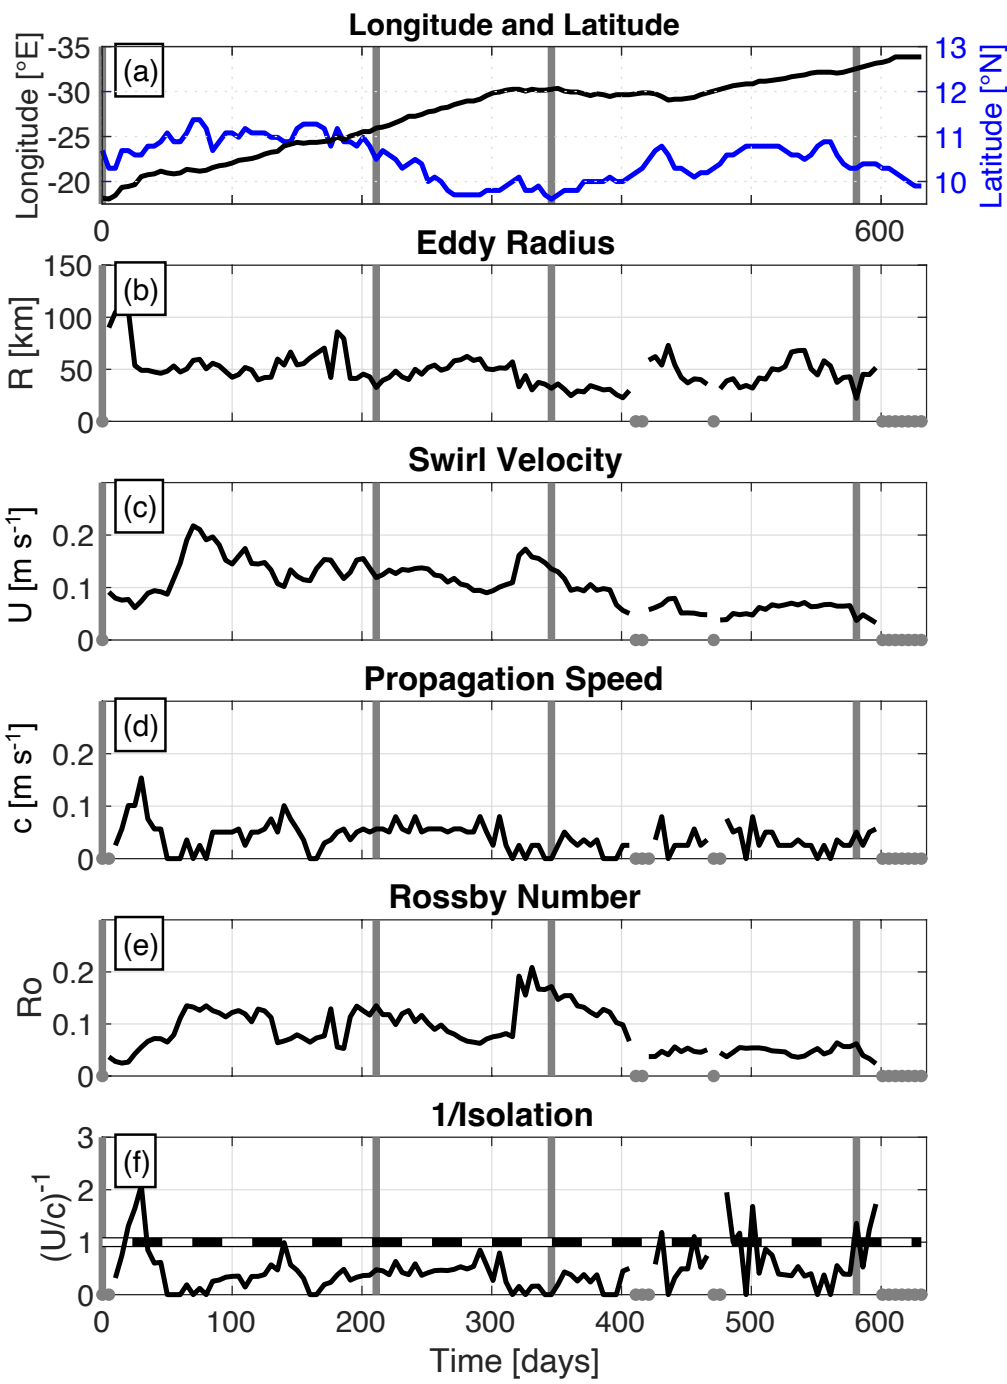 Longitude and Latitude
(a)
Longitude [°E]
-35
-30
-25
-20
Latitude [°N]
13
12
11
10
0
600
Eddy Radius
(b)
R [km]
150
100
50
0
Swirl Velocity
(c)
U [m s⁻¹]
0.2
0.1
0
Propagation Speed
(d)
c [m s⁻¹]
0.2
0.1
0
Rossby Number
(e)
Ro
0.2
0.1
0
1/Isolation
(f)
(U/c)⁻¹
3
2
1
0
0 100 200 300 400 500 600
Time [days]